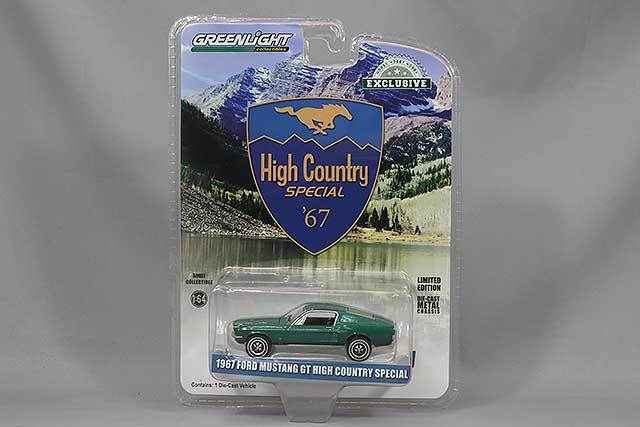 GREENLIGHT
collectibles
EXCLUSIVE
High Country
SPECIAL
'67
ADULT
COLLECTIBLE
1:64
LIMITED
EDITION
DIE-CAST
METAL
CHASSIS
1967 FORD MUSTANG GT HIGH COUNTRY SPECIAL
Contains: 1 Die-Cast Vehicle